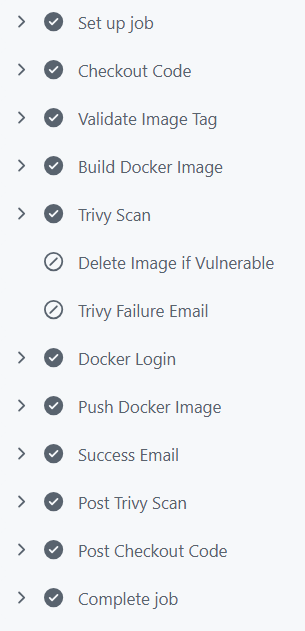 Set up job
Checkout Code
Validate Image Tag
Build Docker Image
Trivy Scan
Delete Image if Vulnerable
Trivy Failure Email
Docker Login
Push Docker Image
Success Email
Post Trivy Scan
Post Checkout Code
Complete job